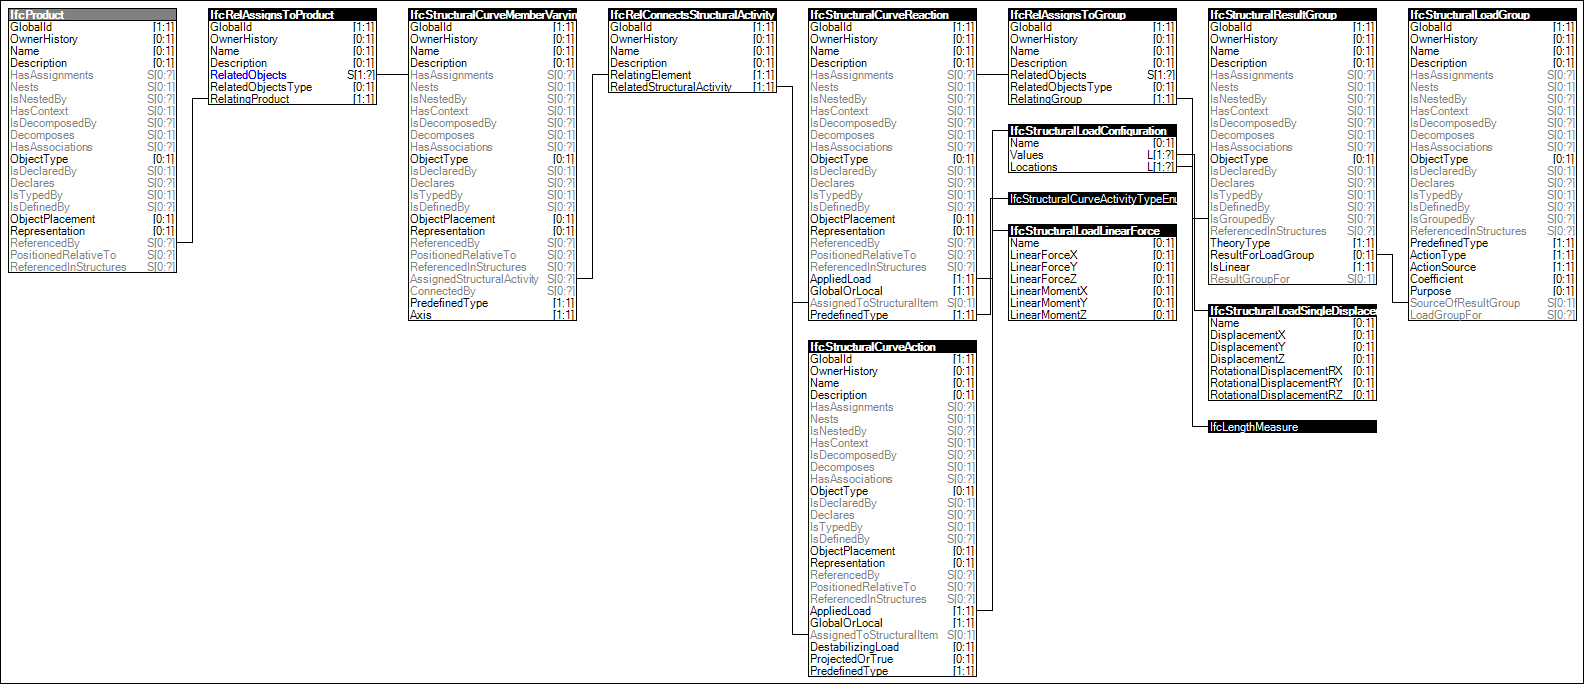 IfcProduct
GlobalId [1:1]
OwnerHistory [0:1]
Name [0:1]
Description [0:1]
HasAssignments S[0:?]
Nests S[0:1]
IsNestedBy S[0:?]
HasContext S[0:1]
IsDecomposedBy S[0:?]
Decomposes S[0:1]
HasAssociations S[0:?]
ObjectType [0:1]
IsDeclaredBy S[0:1]
Declares S[0:?]
IsTypedBy S[0:1]
IsDefinedBy S[0:?]
ObjectPlacement [0:1]
Representation [0:1]
ReferencedBy S[0:?]
PositionedRelativeTo S[0:?]
ReferencedInStructures S[0:?]
IfcRelAssignsToProduct
GlobalId [1:1]
OwnerHistory [0:1]
Name [0:1]
Description [0:1]
RelatedObjects S[1:?]
RelatedObjectsType [0:1]
RelatingProduct [1:1]
IfcStructuralCurveMemberVaryin
GlobalId [1:1]
OwnerHistory [0:1]
Name [0:1]
Description [0:1]
HasAssignments S[0:?]
Nests S[0:1]
IsNestedBy S[0:?]
HasContext S[0:1]
IsDecomposedBy S[0:?]
Decomposes S[0:1]
HasAssociations S[0:?]
ObjectType [0:1]
IsDeclaredBy S[0:1]
Declares S[0:?]
IsTypedBy S[0:1]
IsDefinedBy S[0:?]
ObjectPlacement [0:1]
Representation [0:1]
ReferencedBy S[0:?]
PositionedRelativeTo S[0:?]
ReferencedInStructures S[0:?]
AssignedStructuralActivity S[0:?]
ConnectedBy S[0:?]
PredefinedType [1:1]
Axis [1:1]
IfcRelConnectsStructuralActivity
GlobalId [1:1]
OwnerHistory [0:1]
Name [0:1]
Description [0:1]
RelatingElement [1:1]
RelatedStructuralActivity [1:1]
IfcStructuralCurveReaction
GlobalId [1:1]
OwnerHistory [0:1]
Name [0:1]
Description [0:1]
HasAssignments S[0:?]
Nests S[0:1]
IsNestedBy S[0:?]
HasContext S[0:1]
IsDecomposedBy S[0:?]
Decomposes S[0:1]
HasAssociations S[0:?]
ObjectType [0:1]
IsDeclaredBy S[0:1]
Declares S[0:?]
IsTypedBy S[0:1]
IsDefinedBy S[0:?]
ObjectPlacement [0:1]
Representation [0:1]
ReferencedBy S[0:?]
PositionedRelativeTo S[0:?]
ReferencedInStructures S[0:?]
AppliedLoad [1:1]
GlobalOrLocal [1:1]
AssignedToStructuralItem S[0:1]
PredefinedType [1:1]
IfcStructuralCurveAction
GlobalId [1:1]
OwnerHistory [0:1]
Name [0:1]
Description [0:1]
HasAssignments S[0:?]
Nests S[0:1]
IsNestedBy S[0:?]
HasContext S[0:1]
IsDecomposedBy S[0:?]
Decomposes S[0:1]
HasAssociations S[0:?]
ObjectType [0:1]
IsDeclaredBy S[0:1]
Declares S[0:?]
IsTypedBy S[0:1]
IsDefinedBy S[0:?]
ObjectPlacement [0:1]
Representation [0:1]
ReferencedBy S[0:?]
PositionedRelativeTo S[0:?]
ReferencedInStructures S[0:?]
AppliedLoad [1:1]
GlobalOrLocal [1:1]
AssignedToStructuralItem S[0:1]
DestabilizingLoad [0:1]
ProjectedOrTrue [0:1]
PredefinedType [1:1]
IfcRelAssignsToGroup
GlobalId [1:1]
OwnerHistory [0:1]
Name [0:1]
Description [0:1]
RelatedObjects S[1:?]
RelatedObjectsType [0:1]
RelatingGroup [1:1]
IfcStructuralLoadConfiguration
Name [0:1]
Values L[1:?]
Locations L[1:?]
IfcStructuralCurveActivityTypeEnu
IfcStructuralLoadLinearForce
Name [0:1]
LinearForceX [0:1]
LinearForceY [0:1]
LinearForceZ [0:1]
LinearMomentX [0:1]
LinearMomentY [0:1]
LinearMomentZ [0:1]
IfcStructuralResultGroup
GlobalId [1:1]
OwnerHistory [0:1]
Name [0:1]
Description [0:1]
HasAssignments S[0:?]
Nests S[0:1]
IsNestedBy S[0:?]
HasContext S[0:1]
IsDecomposedBy S[0:?]
Decomposes S[0:1]
HasAssociations S[0:?]
ObjectType [0:1]
IsDeclaredBy S[0:1]
Declares S[0:?]
IsTypedBy S[0:1]
IsDefinedBy S[0:?]
IsGroupedBy S[0:?]
ReferencedInStructures S[0:?]
TheoryType [1:1]
ResultForLoadGroup [0:1]
IsLinear [1:1]
ResultGroupFor S[0:1]
IfcStructuralLoadSingleDisplace
Name [0:1]
DisplacementX [0:1]
DisplacementY [0:1]
DisplacementZ [0:1]
RotationalDisplacementRX [0:1]
RotationalDisplacementRY [0:1]
RotationalDisplacementRZ [0:1]
IfcLengthMeasure
IfcStructuralLoadGroup
GlobalId [1:1]
OwnerHistory [0:1]
Name [0:1]
Description [0:1]
HasAssignments S[0:?]
Nests S[0:1]
IsNestedBy S[0:?]
HasContext S[0:1]
IsDecomposedBy S[0:?]
Decomposes S[0:1]
HasAssociations S[0:?]
ObjectType [0:1]
IsDeclaredBy S[0:1]
Declares S[0:?]
IsTypedBy S[0:1]
IsDefinedBy S[0:?]
IsGroupedBy S[0:?]
ReferencedInStructures S[0:?]
PredefinedType [1:1]
ActionType [1:1]
ActionSource [1:1]
Coefficient [0:1]
Purpose [0:1]
SourceOfResultGroup S[0:1]
LoadGroupFor S[0:?]